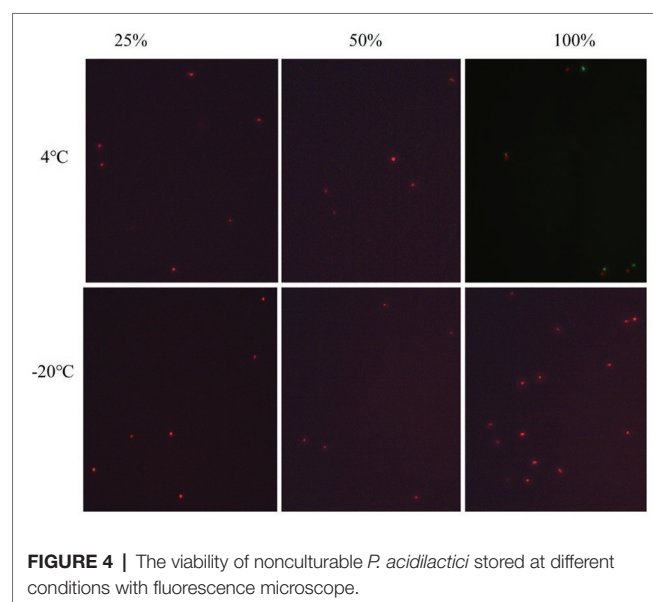 25% 50% 100%
4°C
-20°C
FIGURE 4 | The viability of nonculturable P. acidilactici stored at different
conditions with fluorescence microscope.